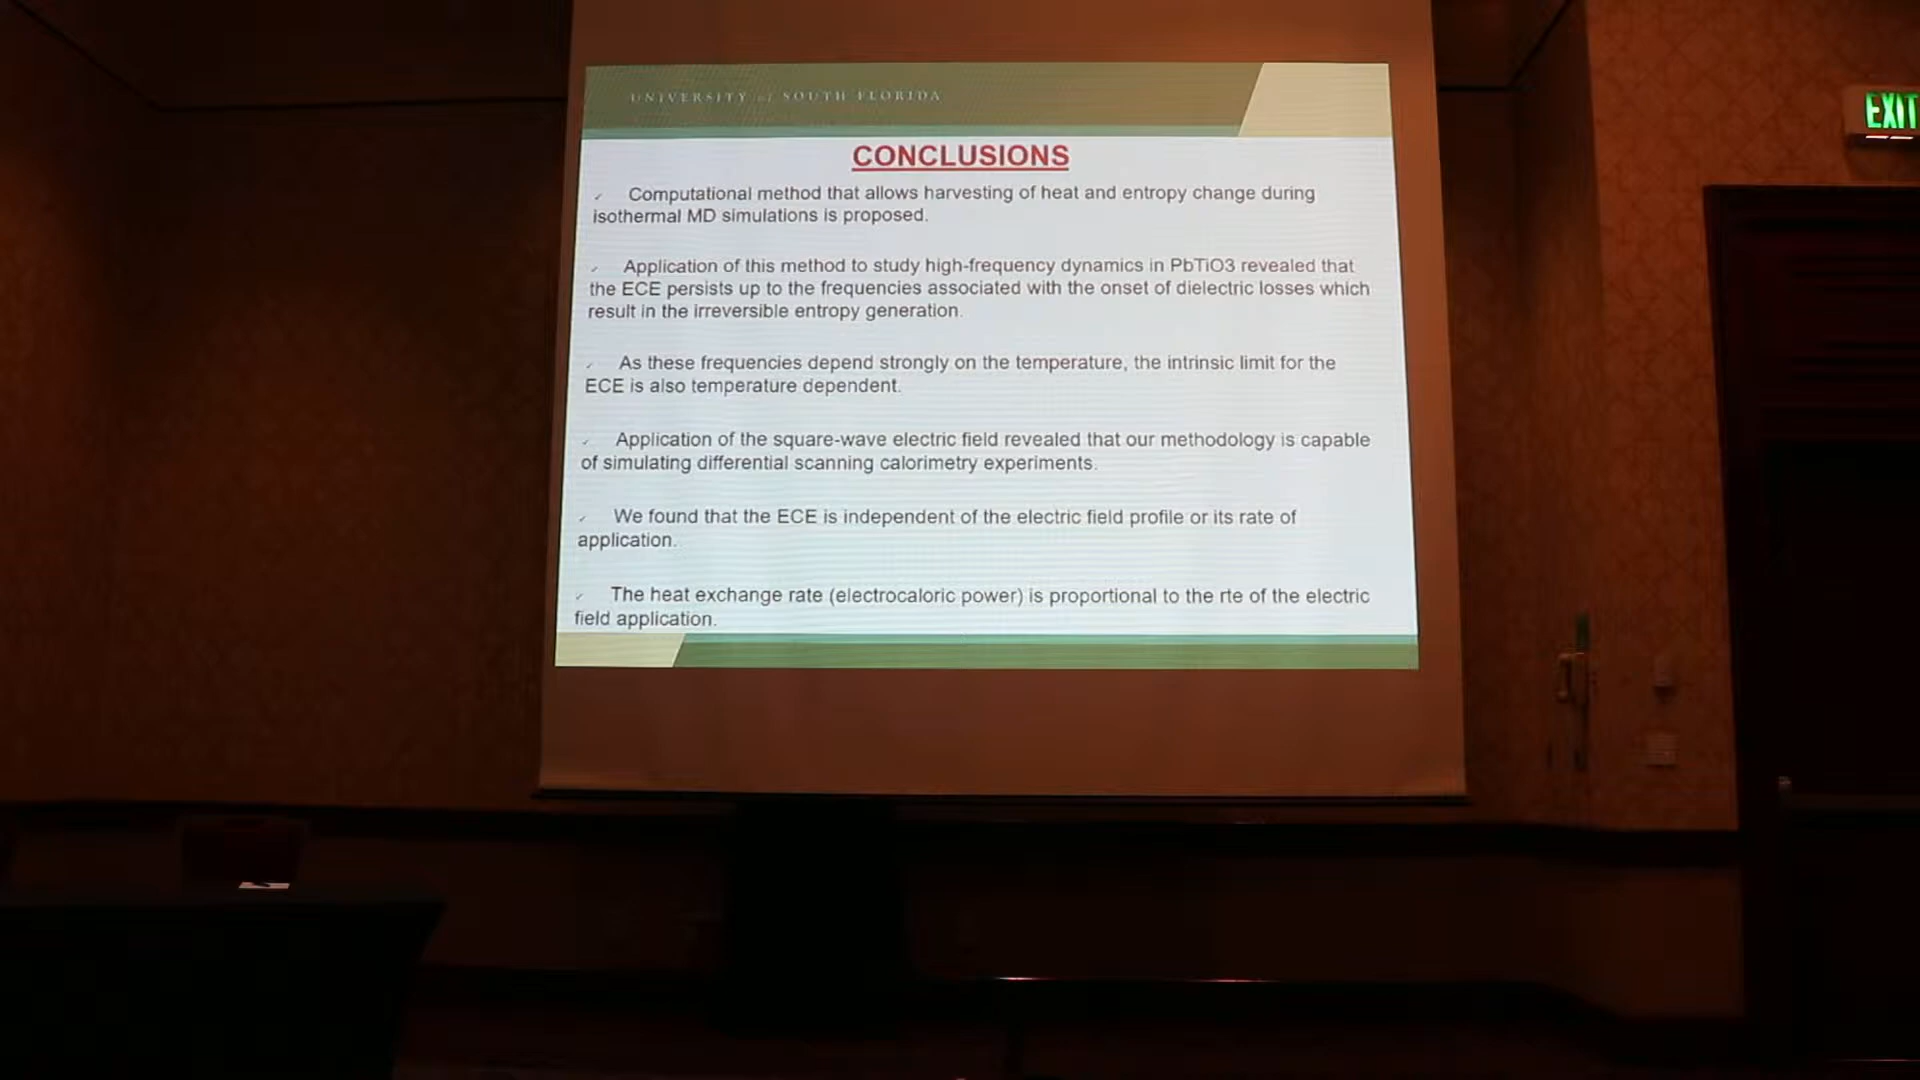 UNIVERSITY of SOUTH FLORIDA
EXIT
CONCLUSIONS
✓ Computational method that allows harvesting of heat and entropy change during
isothermal MD simulations is proposed.
✓ Application of this method to study high-frequency dynamics in PbTiO3 revealed that
the ECE persists up to the frequencies associated with the onset of dielectric losses which
result in the irreversible entropy generation.
✓ As these frequencies depend strongly on the temperature, the intrinsic limit for the
ECE is also temperature dependent.
✓ Application of the square-wave electric field revealed that our methodology is capable
of simulating differential scanning calorimetry experiments.
✓ We found that the ECE is independent of the electric field profile or its rate of
application.
✓ The heat exchange rate (electrocaloric power) is proportional to the rte of the electric
field application.